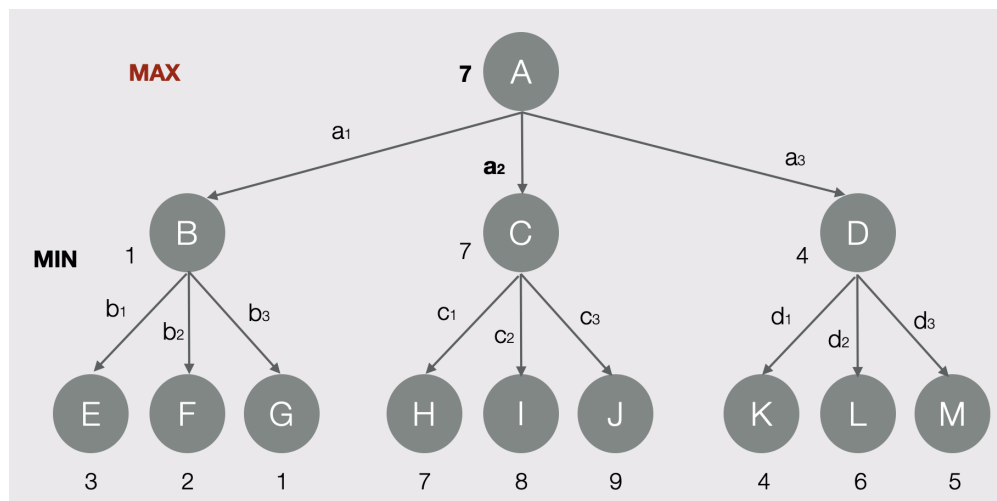 MAX 7 A
a1 a2 a3
B C D
MIN 1 7 4
b1 b2 b3 c1 c2 c3 d1 d2 d3
E F G H I J K L M
3 2 1 7 8 9 4 6 5